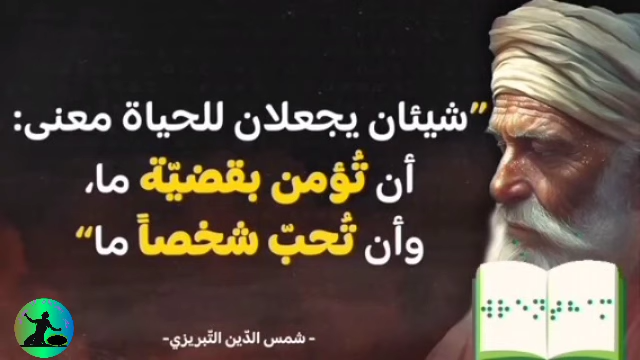 ”شيئان يجعلان للحياة معنى:
أن تُؤمن بقضيّة ما،
وأن تُحبّ شخصاً ما“
- شمس الدّين التّبريزي-